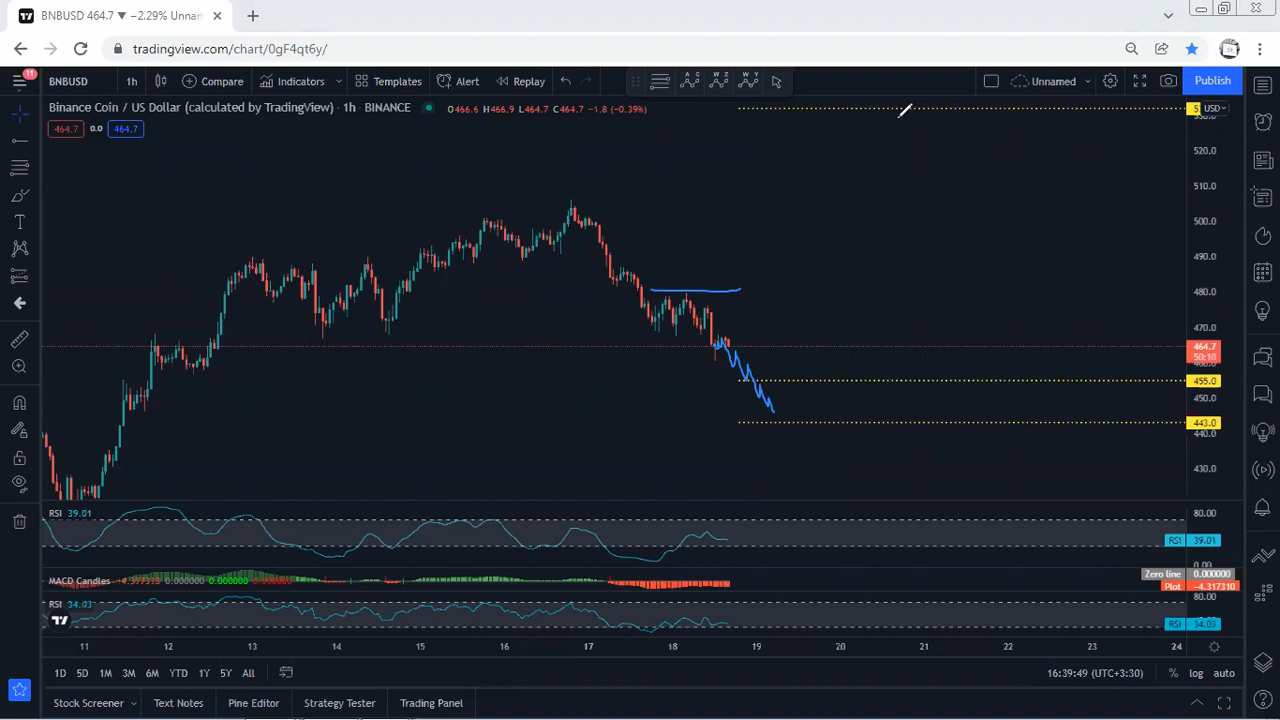 BNBUSD 464.7 ▼ −2.29% Unnam
tradingview.com/chart/0gF4qt6y/
11
BNBUSD 1h Compare Indicators Templates Alert Replay Unnamed Publish
Binance Coin / US Dollar (calculated by TradingView) · 1h · BINANCE O466.6 H466.9 L464.7 C464.7 −1.8 (−0.39%)
USD
464.7 0.0 464.7
520.0
510.0
500.0
490.0
480.0
470.0
464.7
50:10
455.0
450.0
443.0
440.0
430.0
RSI 39.01 80.00
RSI 39.01
Zero line 0.000000
MACD Candles −4.317310 0.000000 0.000000
Plot −4.317310
RSI 34.03 80.00
RSI 34.03
11 12 13 14 15 16 17 18 19 20 21 22 23 24
1D 5D 1M 3M 6M YTD 1Y 5Y All 16:39:49 (UTC+3:30) % log auto
Stock Screener Text Notes Pine Editor Strategy Tester Trading Panel